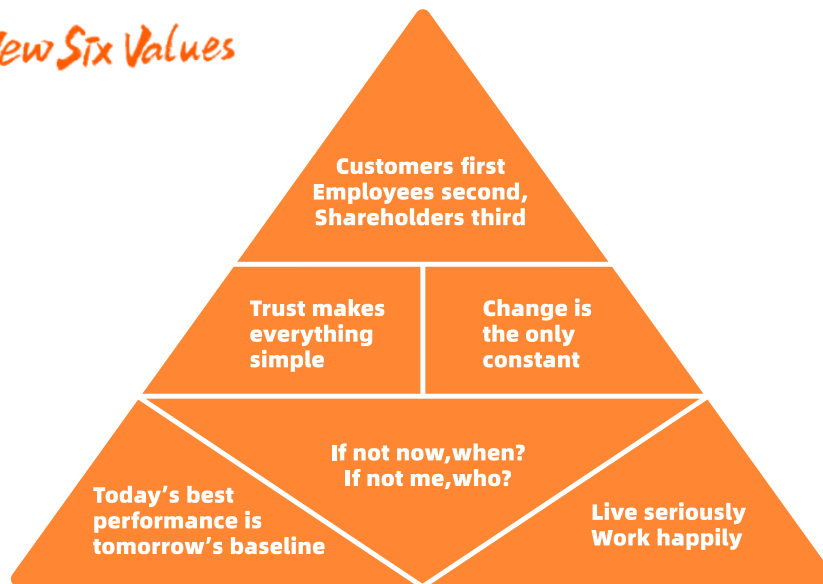 ew Six Values
Customers first
Employees second,
Shareholders third
Trust makes
everything
simple
Change is
the only
constant
If not now,when?
If not me,who?
Today’s best
performance is
tomorrow’s baseline
Live seriously
Work happily